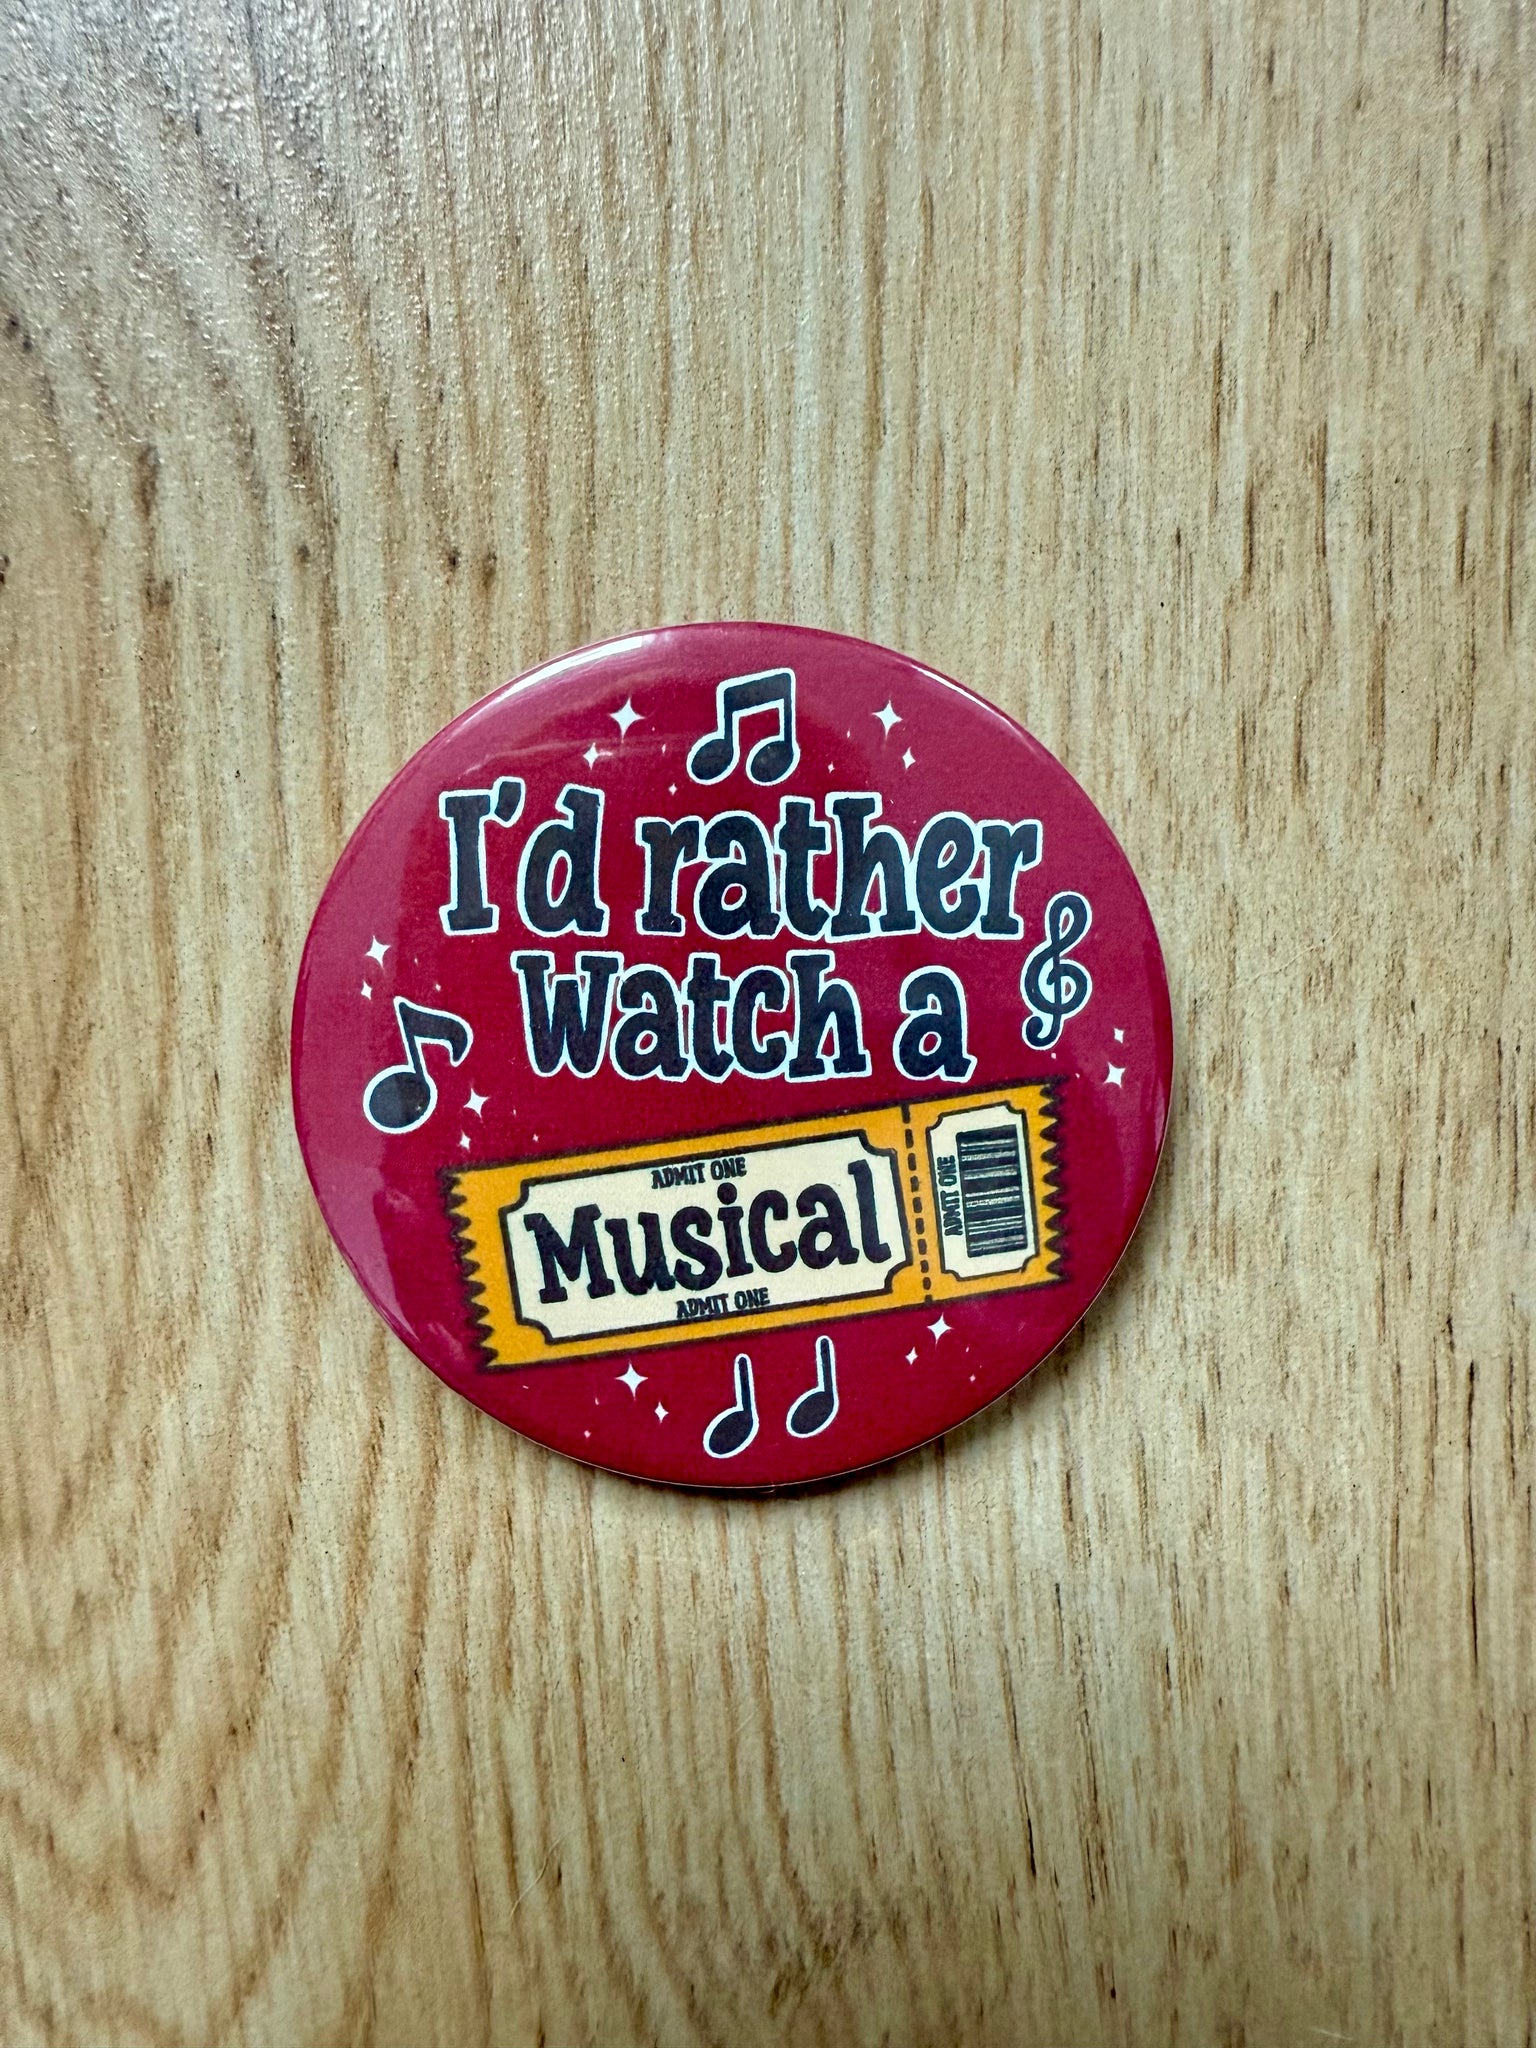 I'd rather
Watch a
ADMIT ONE
Musical
ADMIT ONE
ADMIT ONE